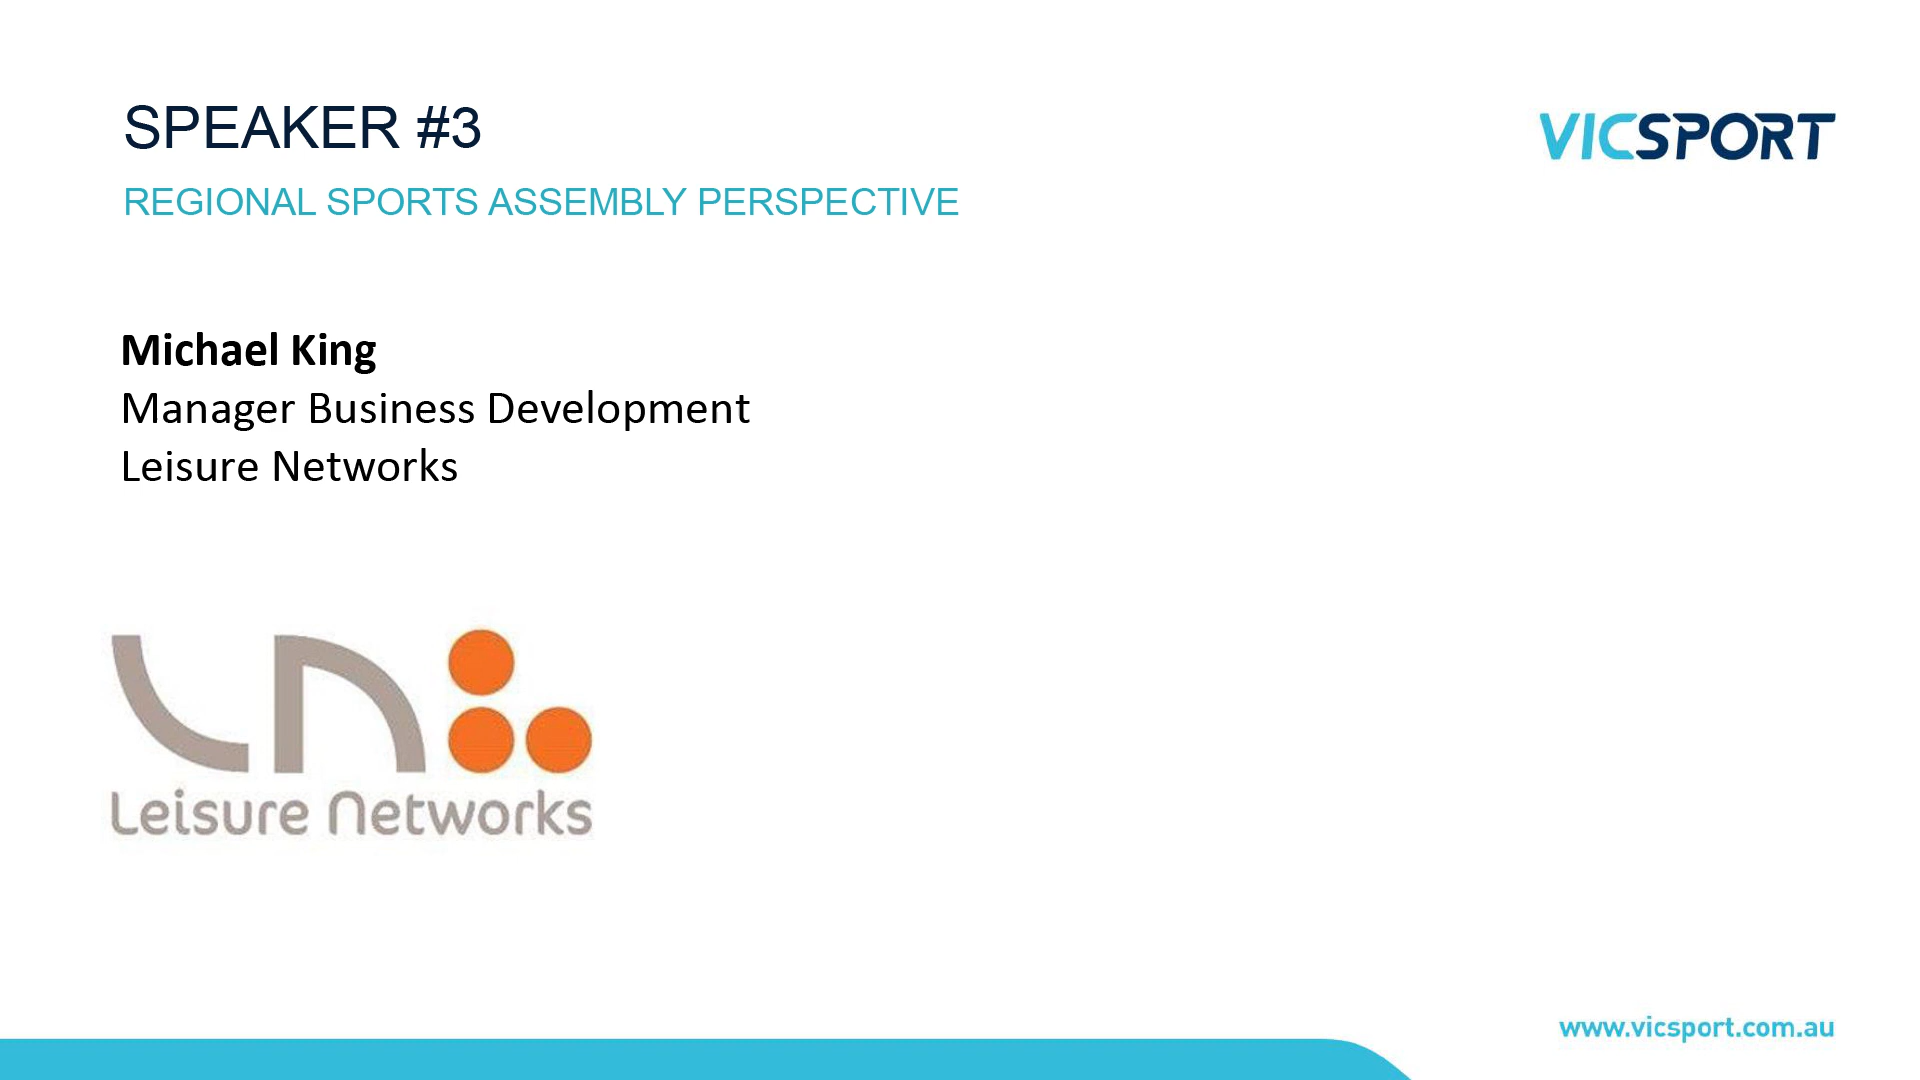 SPEAKER #3
VICSPORT
REGIONAL SPORTS ASSEMBLY PERSPECTIVE
Michael King
Manager Business Development
Leisure Networks
Ln
Leisure Networks
www.vicsport.com.au